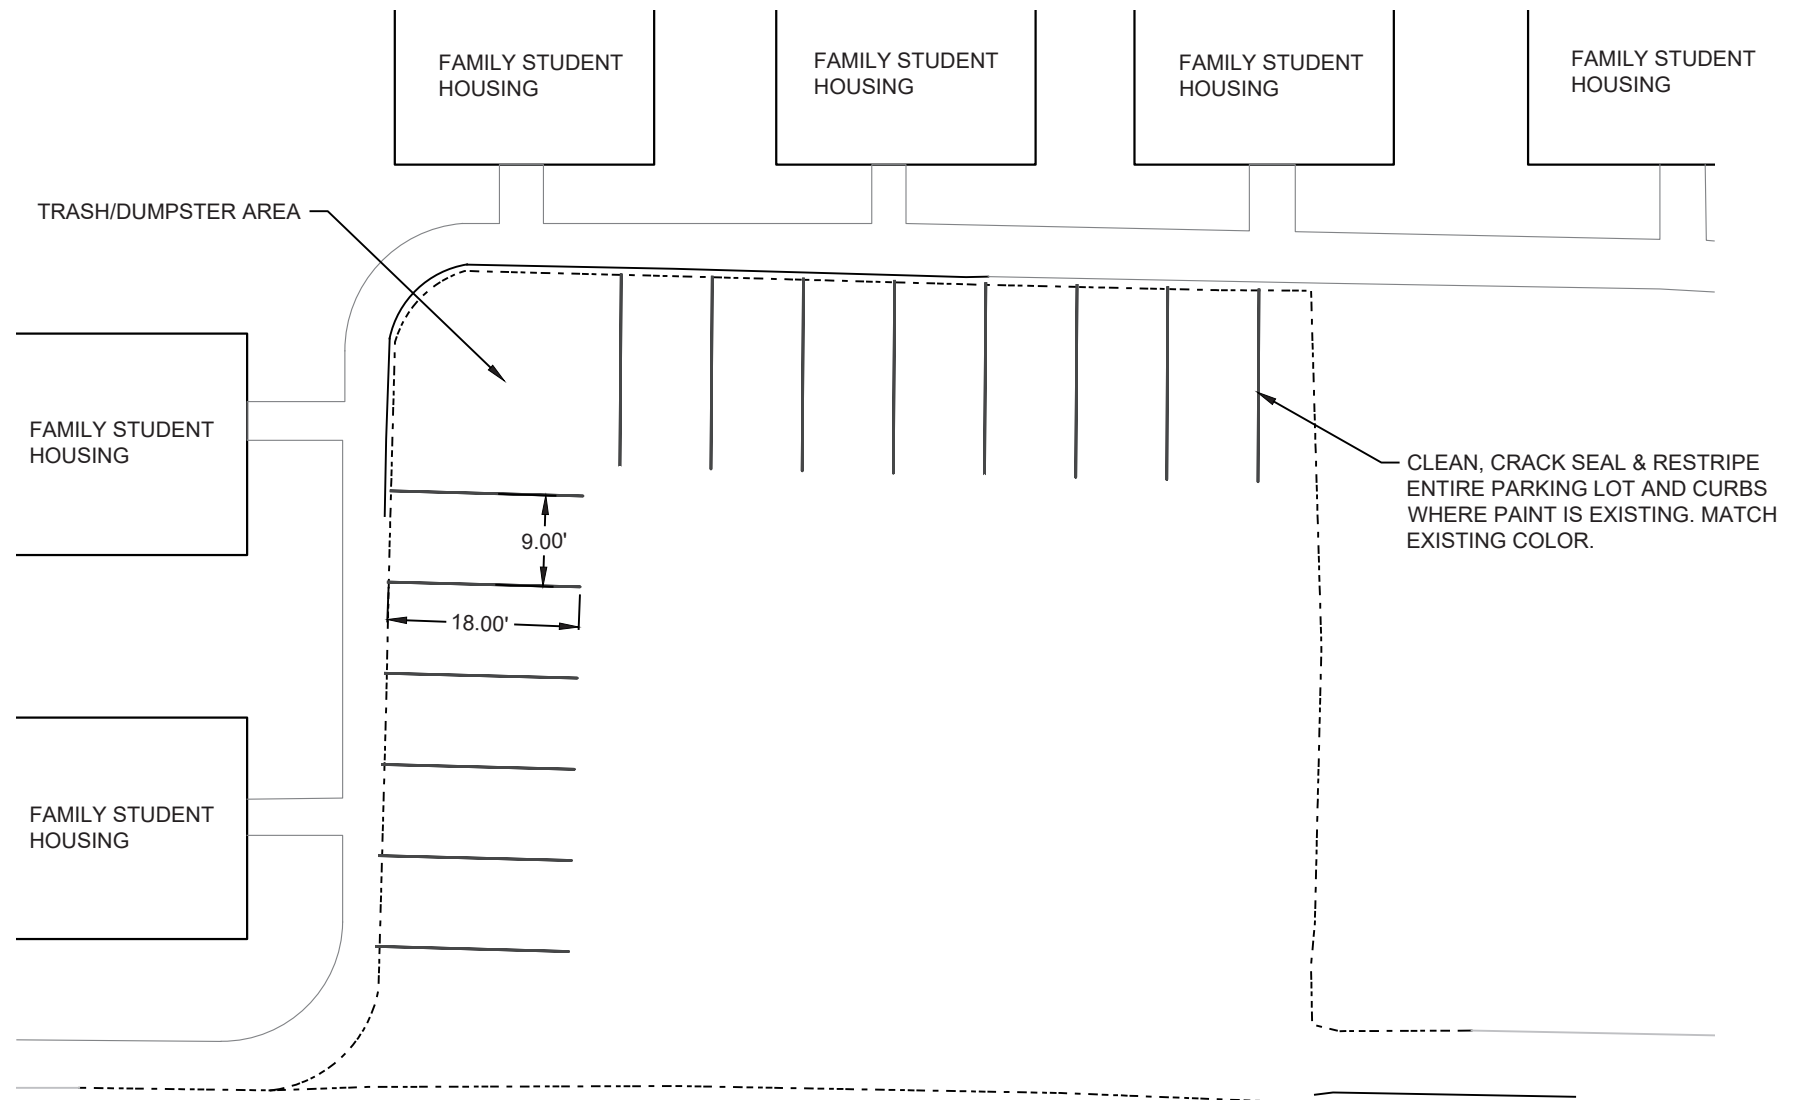 FAMILY STUDENT
HOUSING
FAMILY STUDENT
HOUSING
FAMILY STUDENT
HOUSING
FAMILY STUDENT
HOUSING
TRASH/DUMPSTER AREA
FAMILY STUDENT
HOUSING
CLEAN, CRACK SEAL & RESTRIPE
ENTIRE PARKING LOT AND CURBS
WHERE PAINT IS EXISTING. MATCH
EXISTING COLOR.
9.00'
18.00'
FAMILY STUDENT
HOUSING